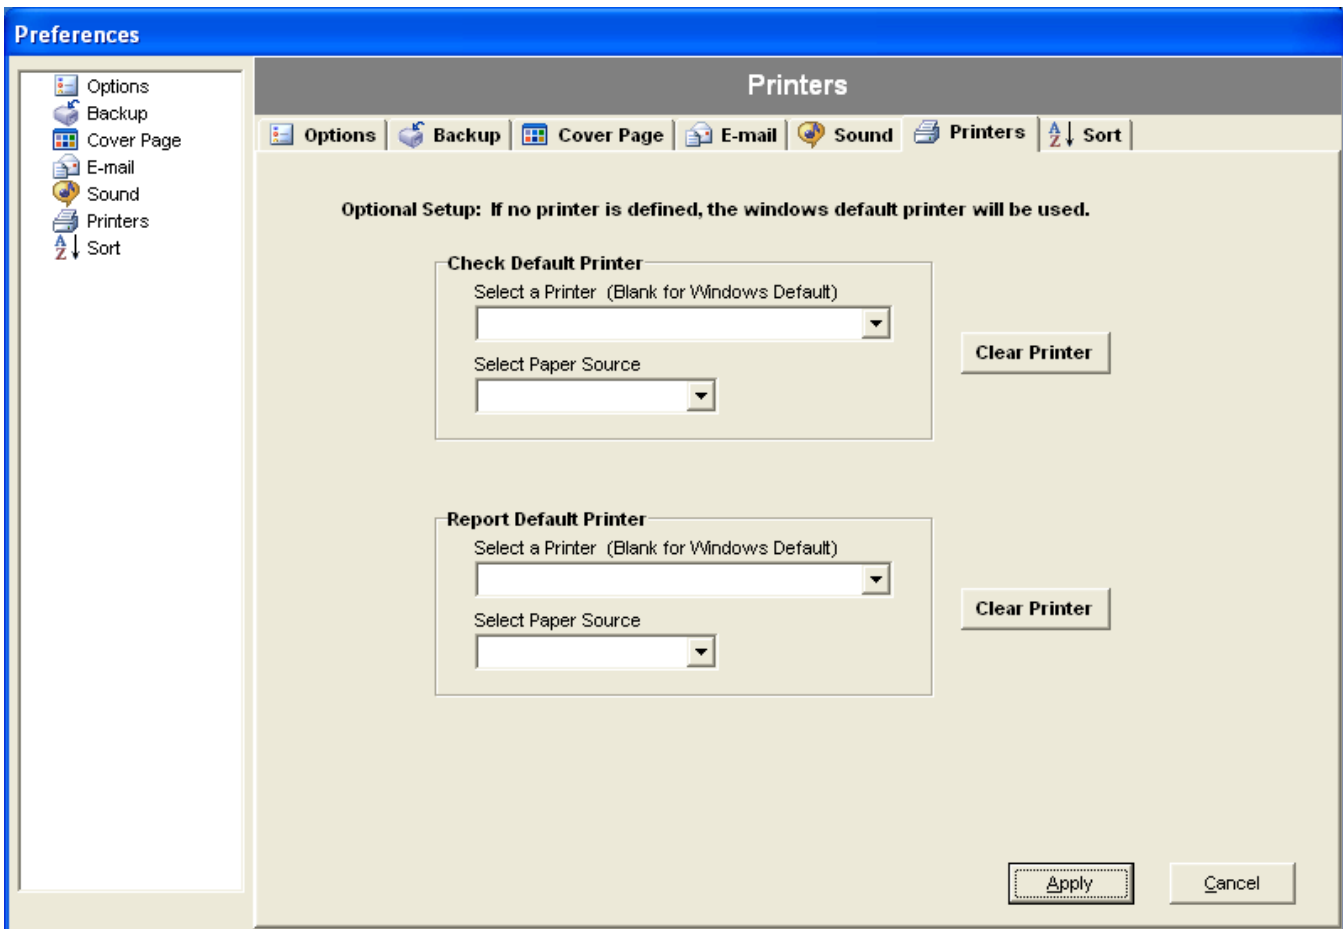 Preferences
Options
Backup
Cover Page
E-mail
Sound
Printers
Sort
Printers
Options Backup Cover Page E-mail Sound Printers Sort
Optional Setup: If no printer is defined, the windows default printer will be used.
Check Default Printer
Select a Printer (Blank for Windows Default)
Clear Printer
Select Paper Source
Report Default Printer
Select a Printer (Blank for Windows Default)
Clear Printer
Select Paper Source
Apply Cancel